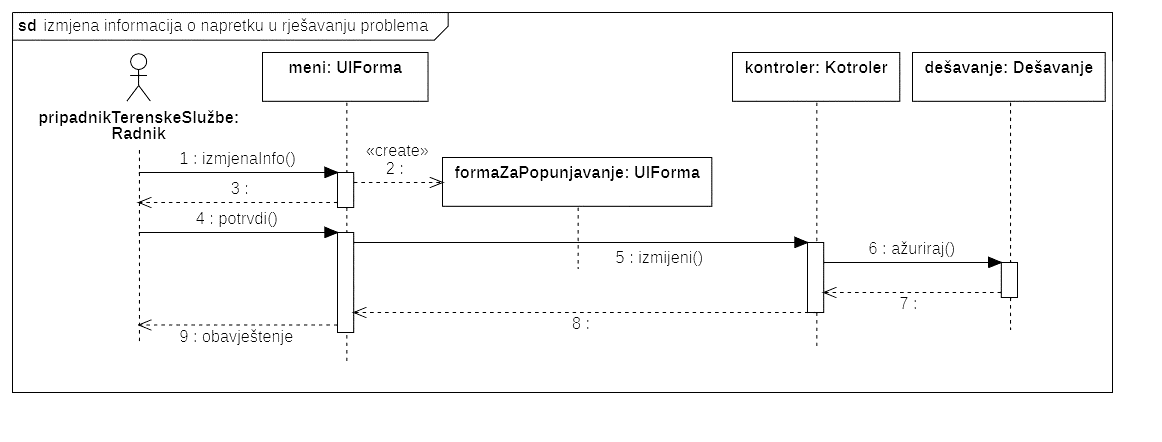 sd izmjena informacija o napretku u rješavanju problema
meni: UIForma
kontroler: Kotroler
dešavanje: Dešavanje
pripadnikTerenskeSlužbe:
Radnik
1 : izmjenaInfo()
«create»
2 :
formaZaPopunjavanje: UIForma
3 :
4 : potrvdi()
5 : izmijeni()
6 : ažuriraj()
7 :
8 :
9 : obavještenje